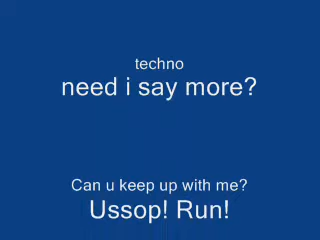 techno
need i say more?
Can u keep up with me?
Ussop! Run!